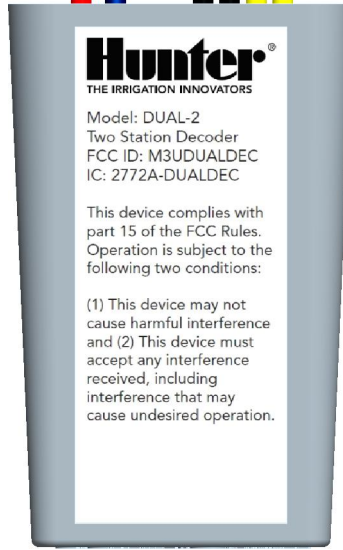 Hunter®
THE IRRIGATION INNOVATORS
Model: DUAL-2
Two Station Decoder
FCC ID: M3UDUALDEC
IC: 2772A-DUALDEC
This device complies with
part 15 of the FCC Rules.
Operation is subject to the
following two conditions:
(1) This device may not
cause harmful interference
and (2) This device must
accept any interference
received, including
interference that may
cause undesired operation.